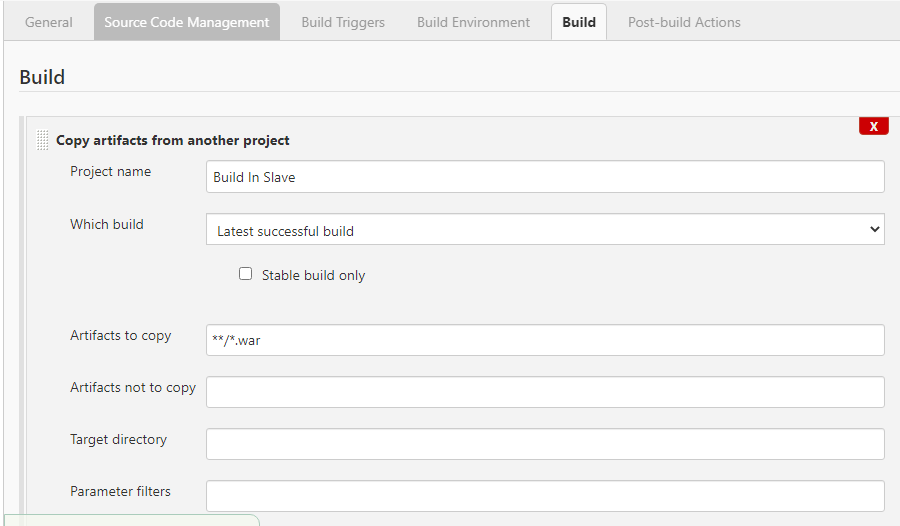 General Source Code Management Build Triggers Build Environment Build Post-build Actions
Build
X
Copy artifacts from another project
Project name Build In Slave
Which build Latest successful build
Stable build only
Artifacts to copy **/*.war
Artifacts not to copy
Target directory
Parameter filters